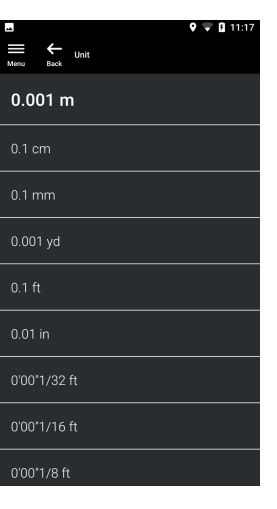 11:17
Menu
Back
Unit
0.001 m
0.1 cm
0.1 mm
0.001 yd
0.1 ft
0.01 in
0'00"1/32 ft
0'00"1/16 ft
0'00"1/8 ft